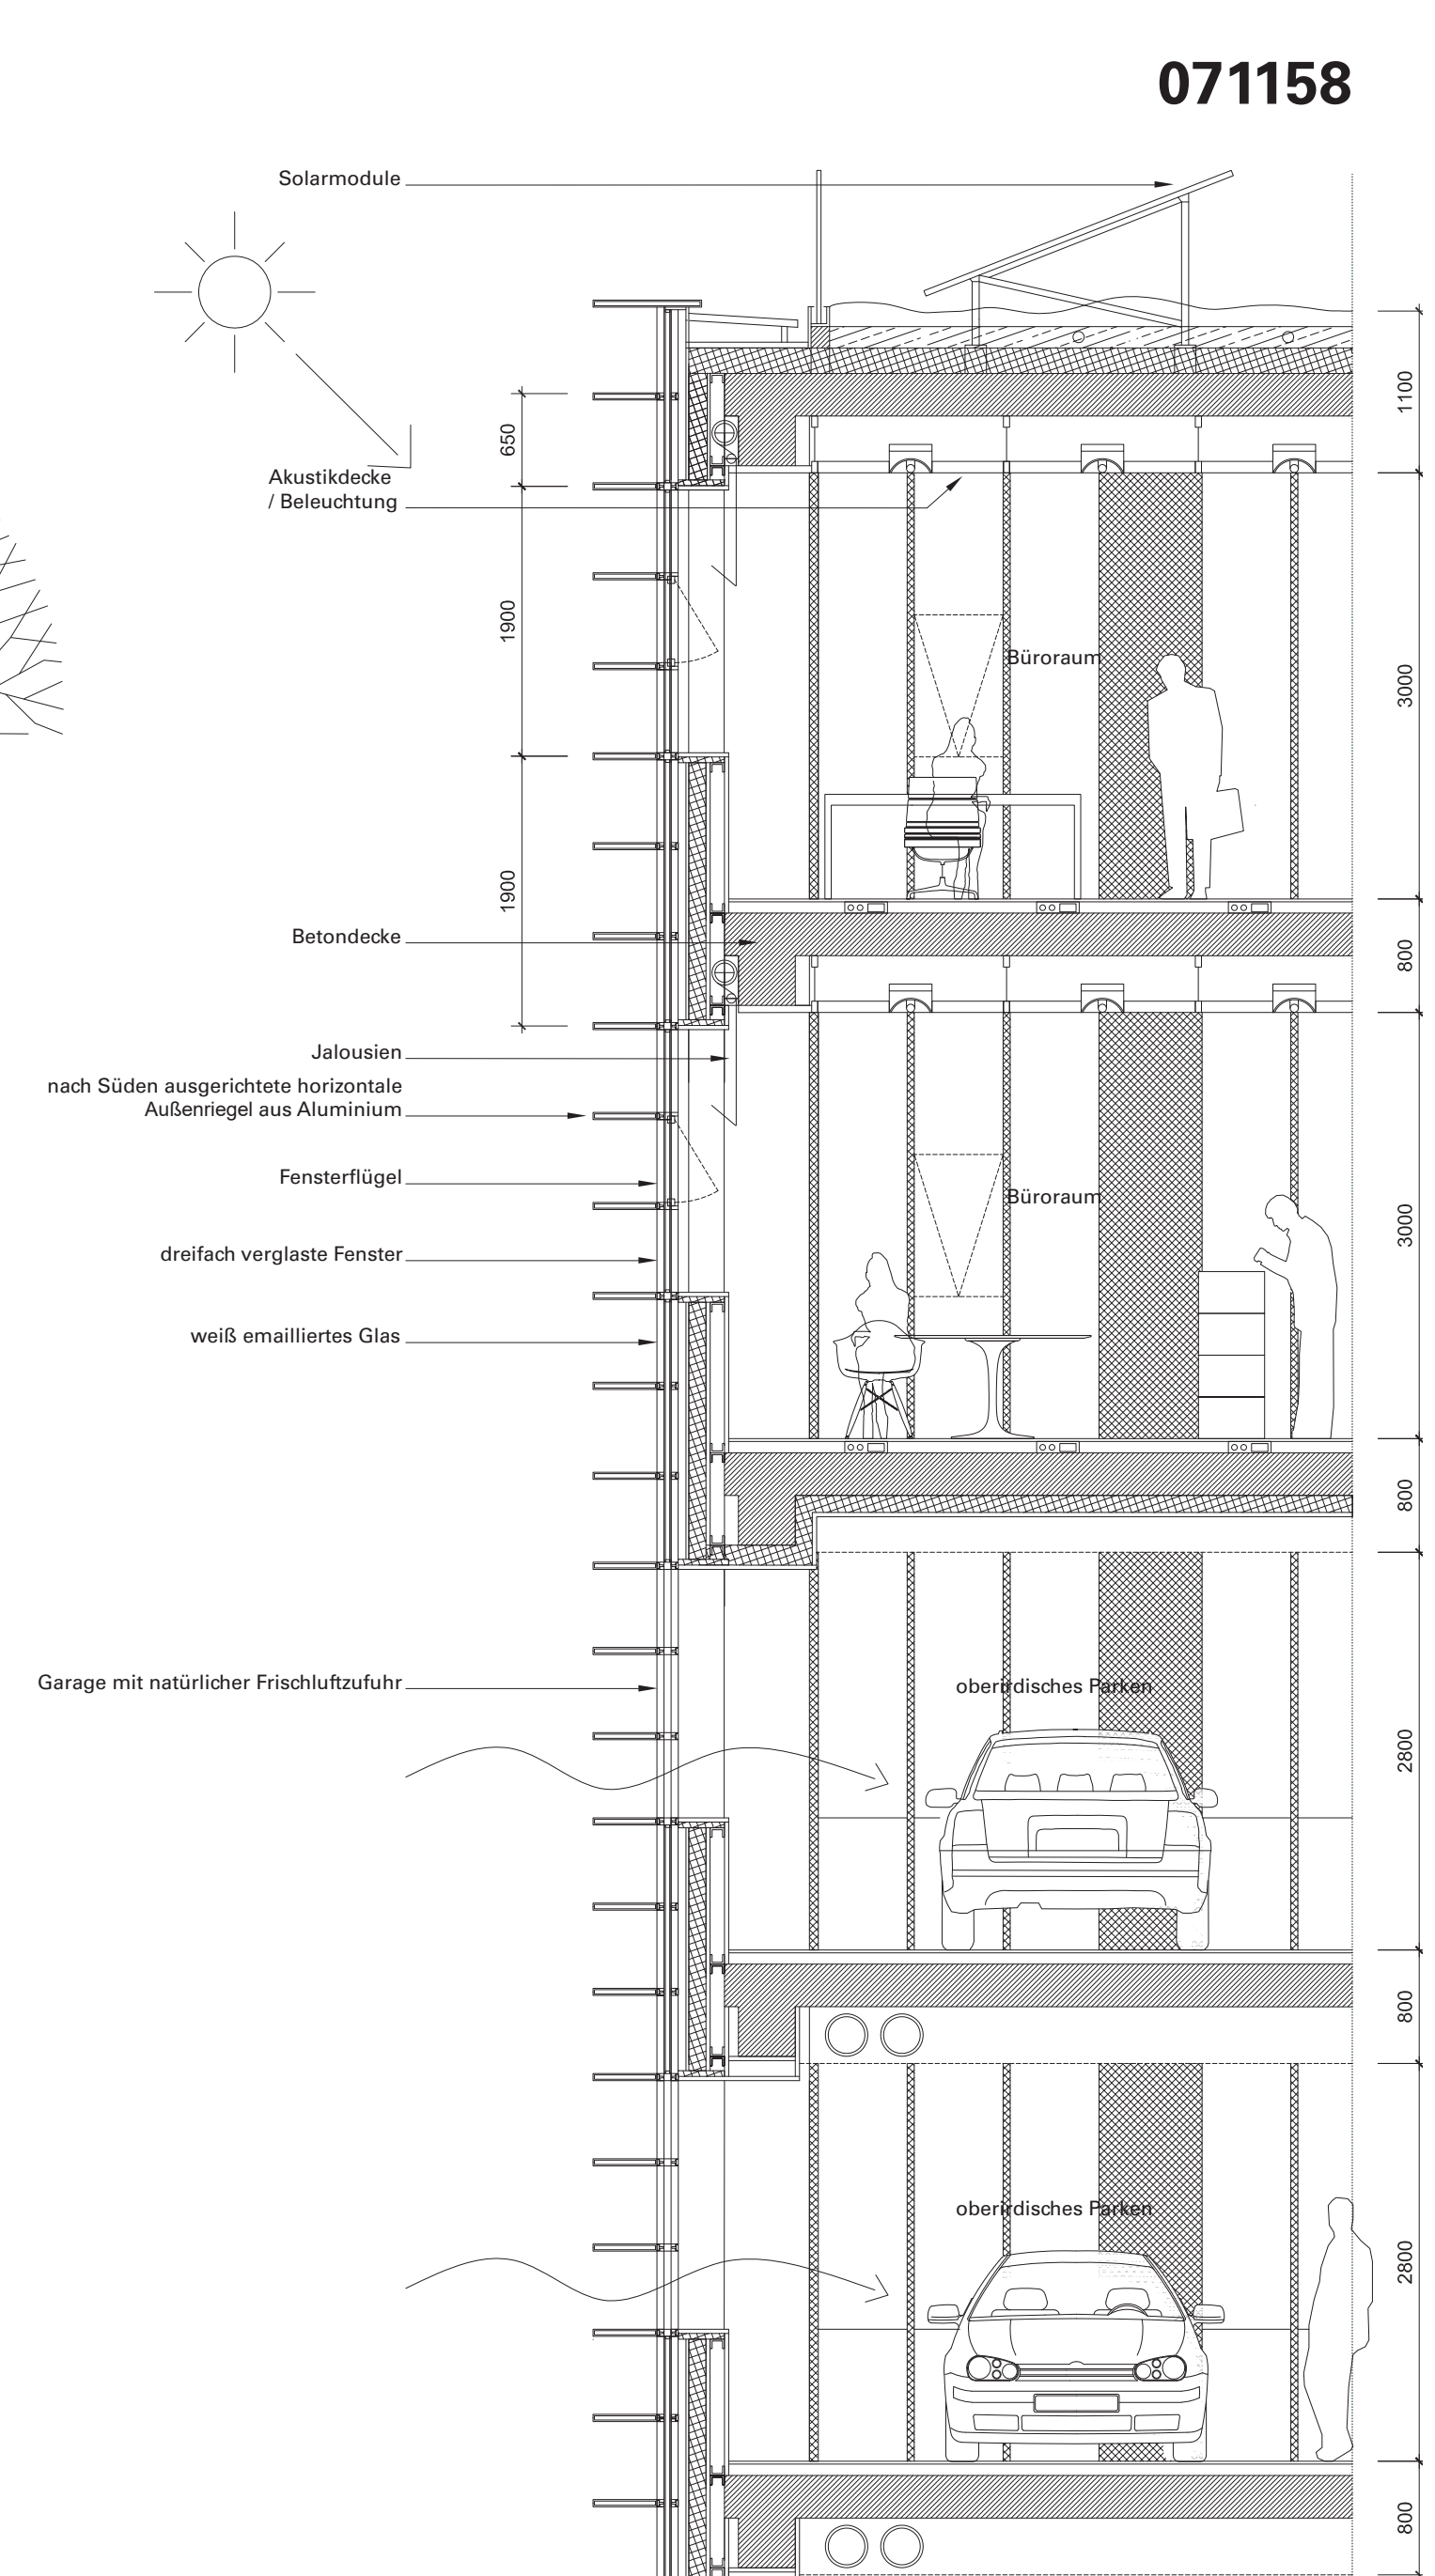 071158
Solarmodule
1100
650
Akustikdecke
/ Beleuchtung
1900
Büroraum
3000
1900
Betondecke
800
Jalousien
nach Süden ausgerichtete horizontale
Außenriegel aus Aluminium
Fensterflügel
Büroraum
3000
dreifach verglaste Fenster
weiß emailliertes Glas
800
Garage mit natürlicher Frischluftzufuhr
oberirdisches Parken
2800
800
oberirdisches Parken
2800
800